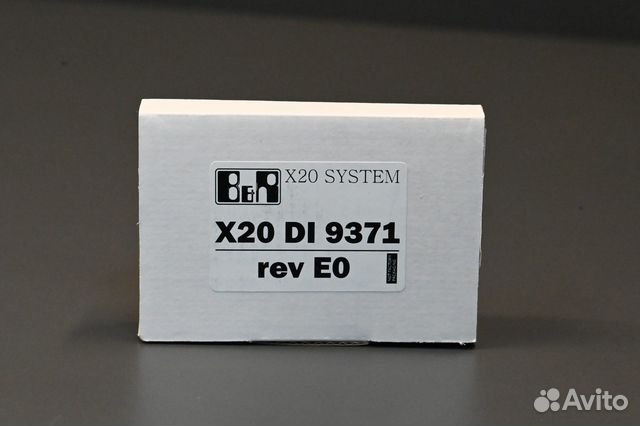 B&R X20 SYSTEM
X20 DI 9371
rev E0
Avito